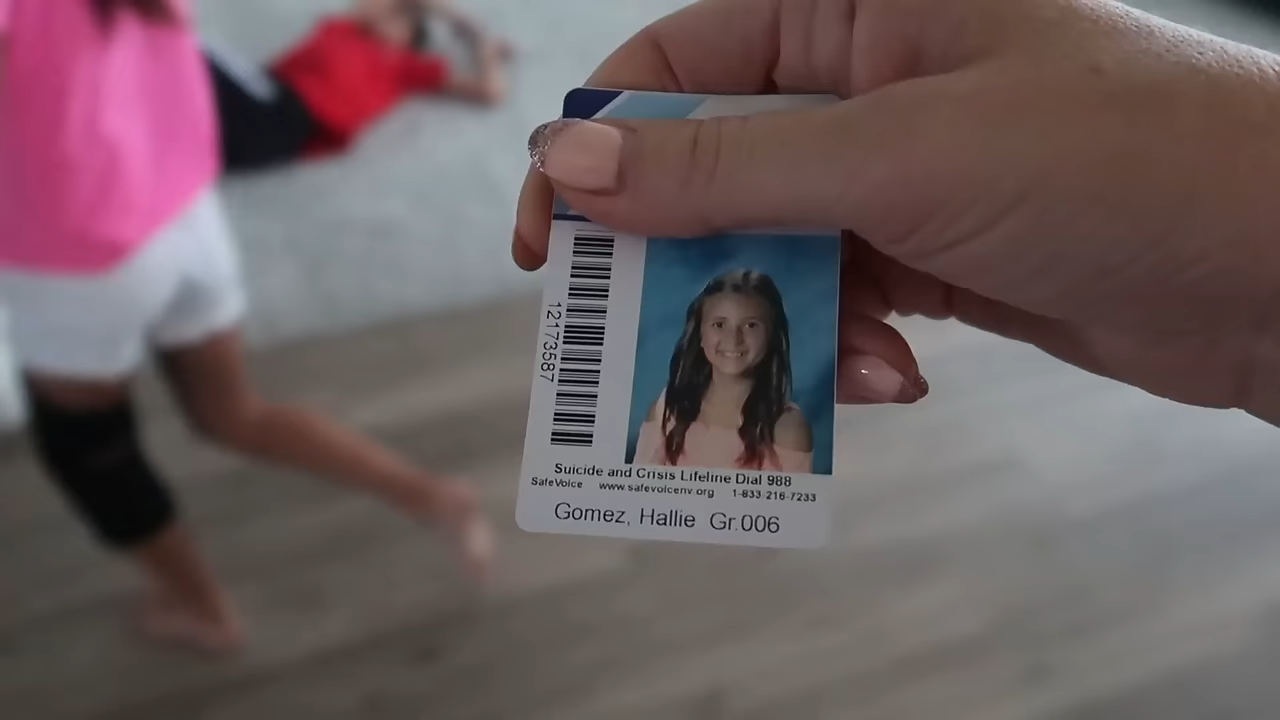 12173587
Suicide and Crisis Lifeline Dial 988
SafeVoice www.safevoicenv.org 1-833-216-7233
Gomez, Hallie Gr.006